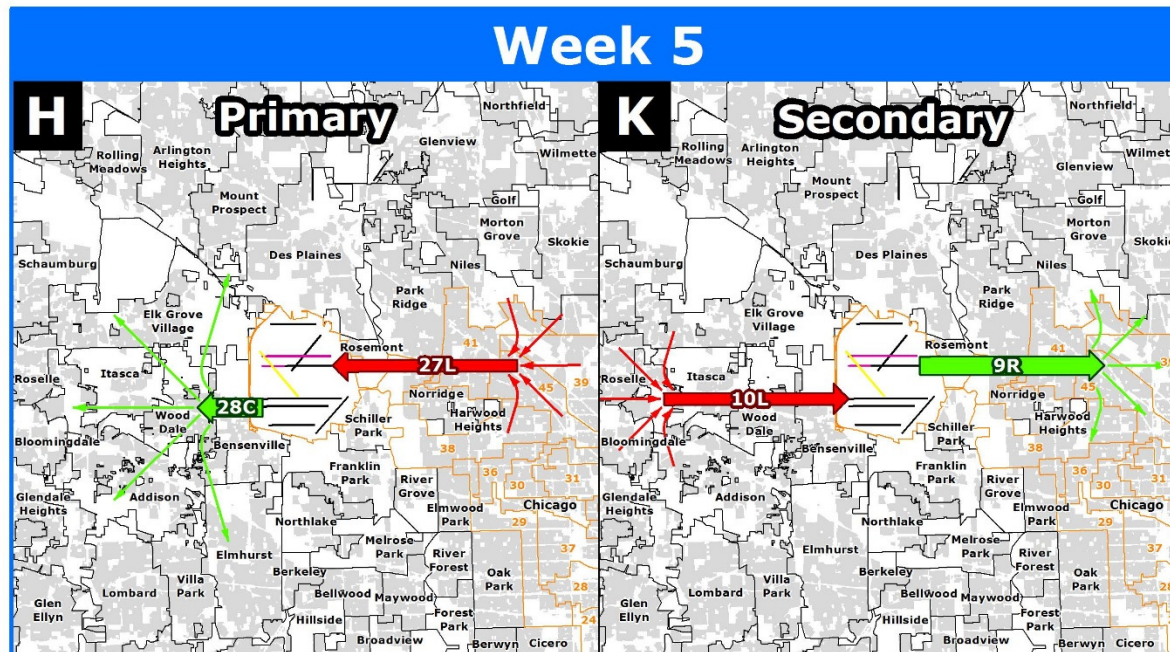 Week 5
H
Primary
Northfield
Glenview
Wilmette
Rolling
Meadows
Arlington
Heights
Mount
Prospect
Golf
Morton
Grove
Skokie
Schaumburg
Des Plaines
Niles
Park
Ridge
Elk Grove
Village
Rosemont
41
27L
45
39
Roselle
Itasca
Norridge
Harwood
Heights
28C
Wood
Dale
Schiller
Park
Bloomingdale
Bensenville
38
Franklin
Park
36
31
30
River
Grove
Glendale
Heights
Addison
Chicago
Elmwood
Park
29
Northlake
Elmhurst
Melrose
Park
River
Forest
37
Berkeley
Oak
Park
Villa
Park
Lombard
Bellwood
Maywood
28
Glen
Ellyn
Hillside
Forest
Park
24
Broadview
Berwyn
Cicero
K
Secondary
Northfield
Glenview
Wilmet
Rolling
Meadows
Arlington
Heights
Mount
Prospect
Golf
Morton
Grove
Skokie
Schaumburg
Des Plaines
Niles
Park
Ridge
Elk Grove
Village
Rosemont
41
9R
45
Roselle
Itasca
Norridge
Harwood
Heights
10L
Wood
Dale
Schiller
Park
Bloomingdale
Bensenville
38
Franklin
Park
36
31
30
River
Grove
Glendale
Heights
Addison
Chicago
Elmwood
Park
29
Northlake
Elmhurst
Melrose
Park
River
Forest
37
Berkeley
Oak
Park
Villa
Park
Lombard
Bellwood
Maywood
28
Glen
Ellyn
Hillside
Forest
Park
Broadview
Berwyn
Cicero